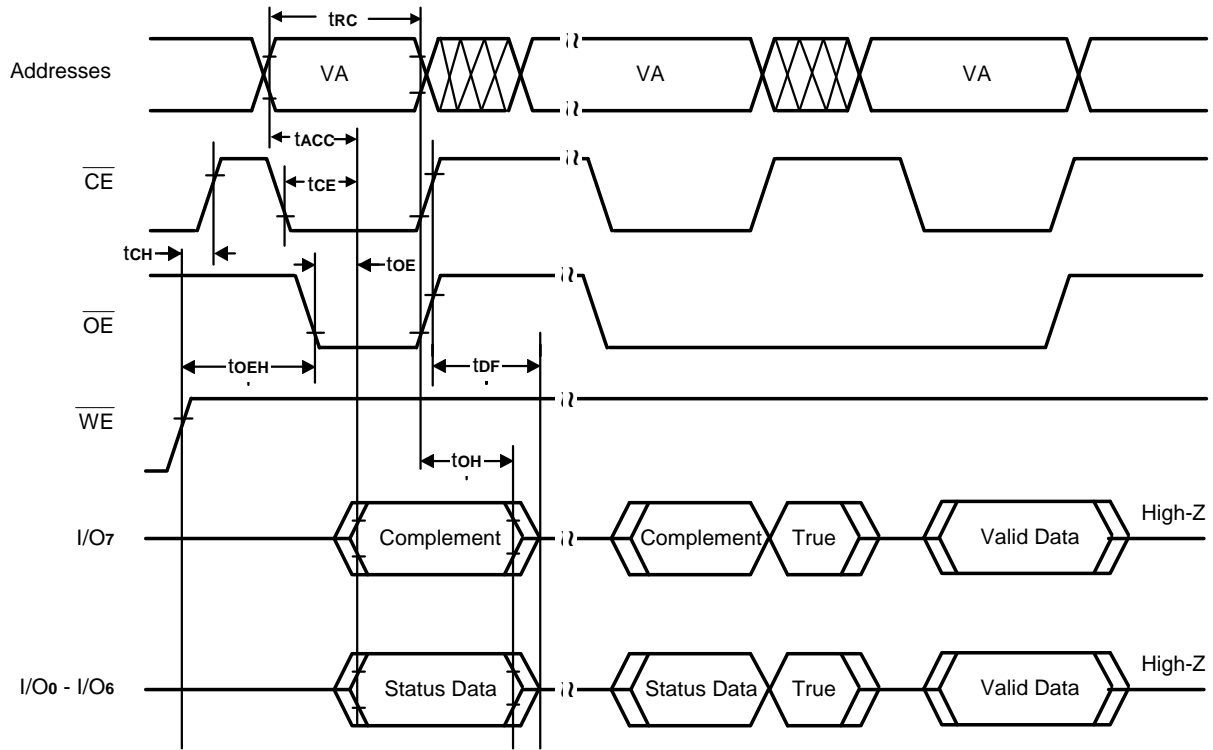 tRC
Addresses VA VA VA
tACC
CE
tCE
tCH
tOE
OE
tOEH tDF
WE
tOH
I/O7 Complement Complement True Valid Data High-Z
I/O0 - I/O6 Status Data Status Data True Valid Data High-Z